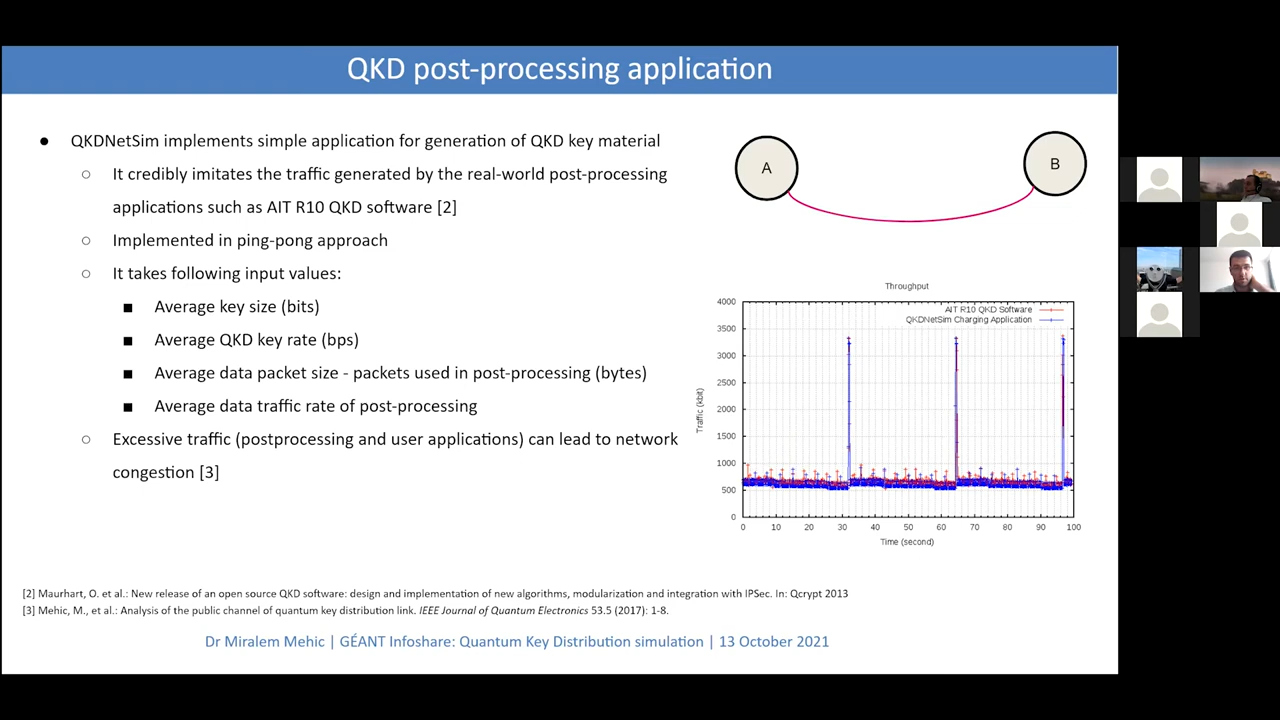 QKD post-processing application
● QKDNetSim implements simple application for generation of QKD key material
○ It credibly imitates the traffic generated by the real-world post-processing
applications such as AIT R10 QKD software [2]
○ Implemented in ping-pong approach
○ It takes following input values:
■ Average key size (bits)
■ Average QKD key rate (bps)
■ Average data packet size - packets used in post-processing (bytes)
■ Average data traffic rate of post-processing
○ Excessive traffic (postprocessing and user applications) can lead to network
congestion [3]
A
B
Throughput
AIT R10 QKD Software
QKDNetSim Charging Application
Traffic (kbit)
4000
3500
3000
2500
2000
1500
1000
500
0
0 10 20 30 40 50 60 70 80 90 100
Time (second)
[2] Maurhart, O. et al.: New release of an open source QKD software: design and implementation of new algorithms, modularization and integration with IPSec. In: Qcrypt 2013
[3] Mehic, M., et al.: Analysis of the public channel of quantum key distribution link. IEEE Journal of Quantum Electronics 53.5 (2017): 1-8.
Dr Miralem Mehic | GÉANT Infoshare: Quantum Key Distribution simulation | 13 October 2021